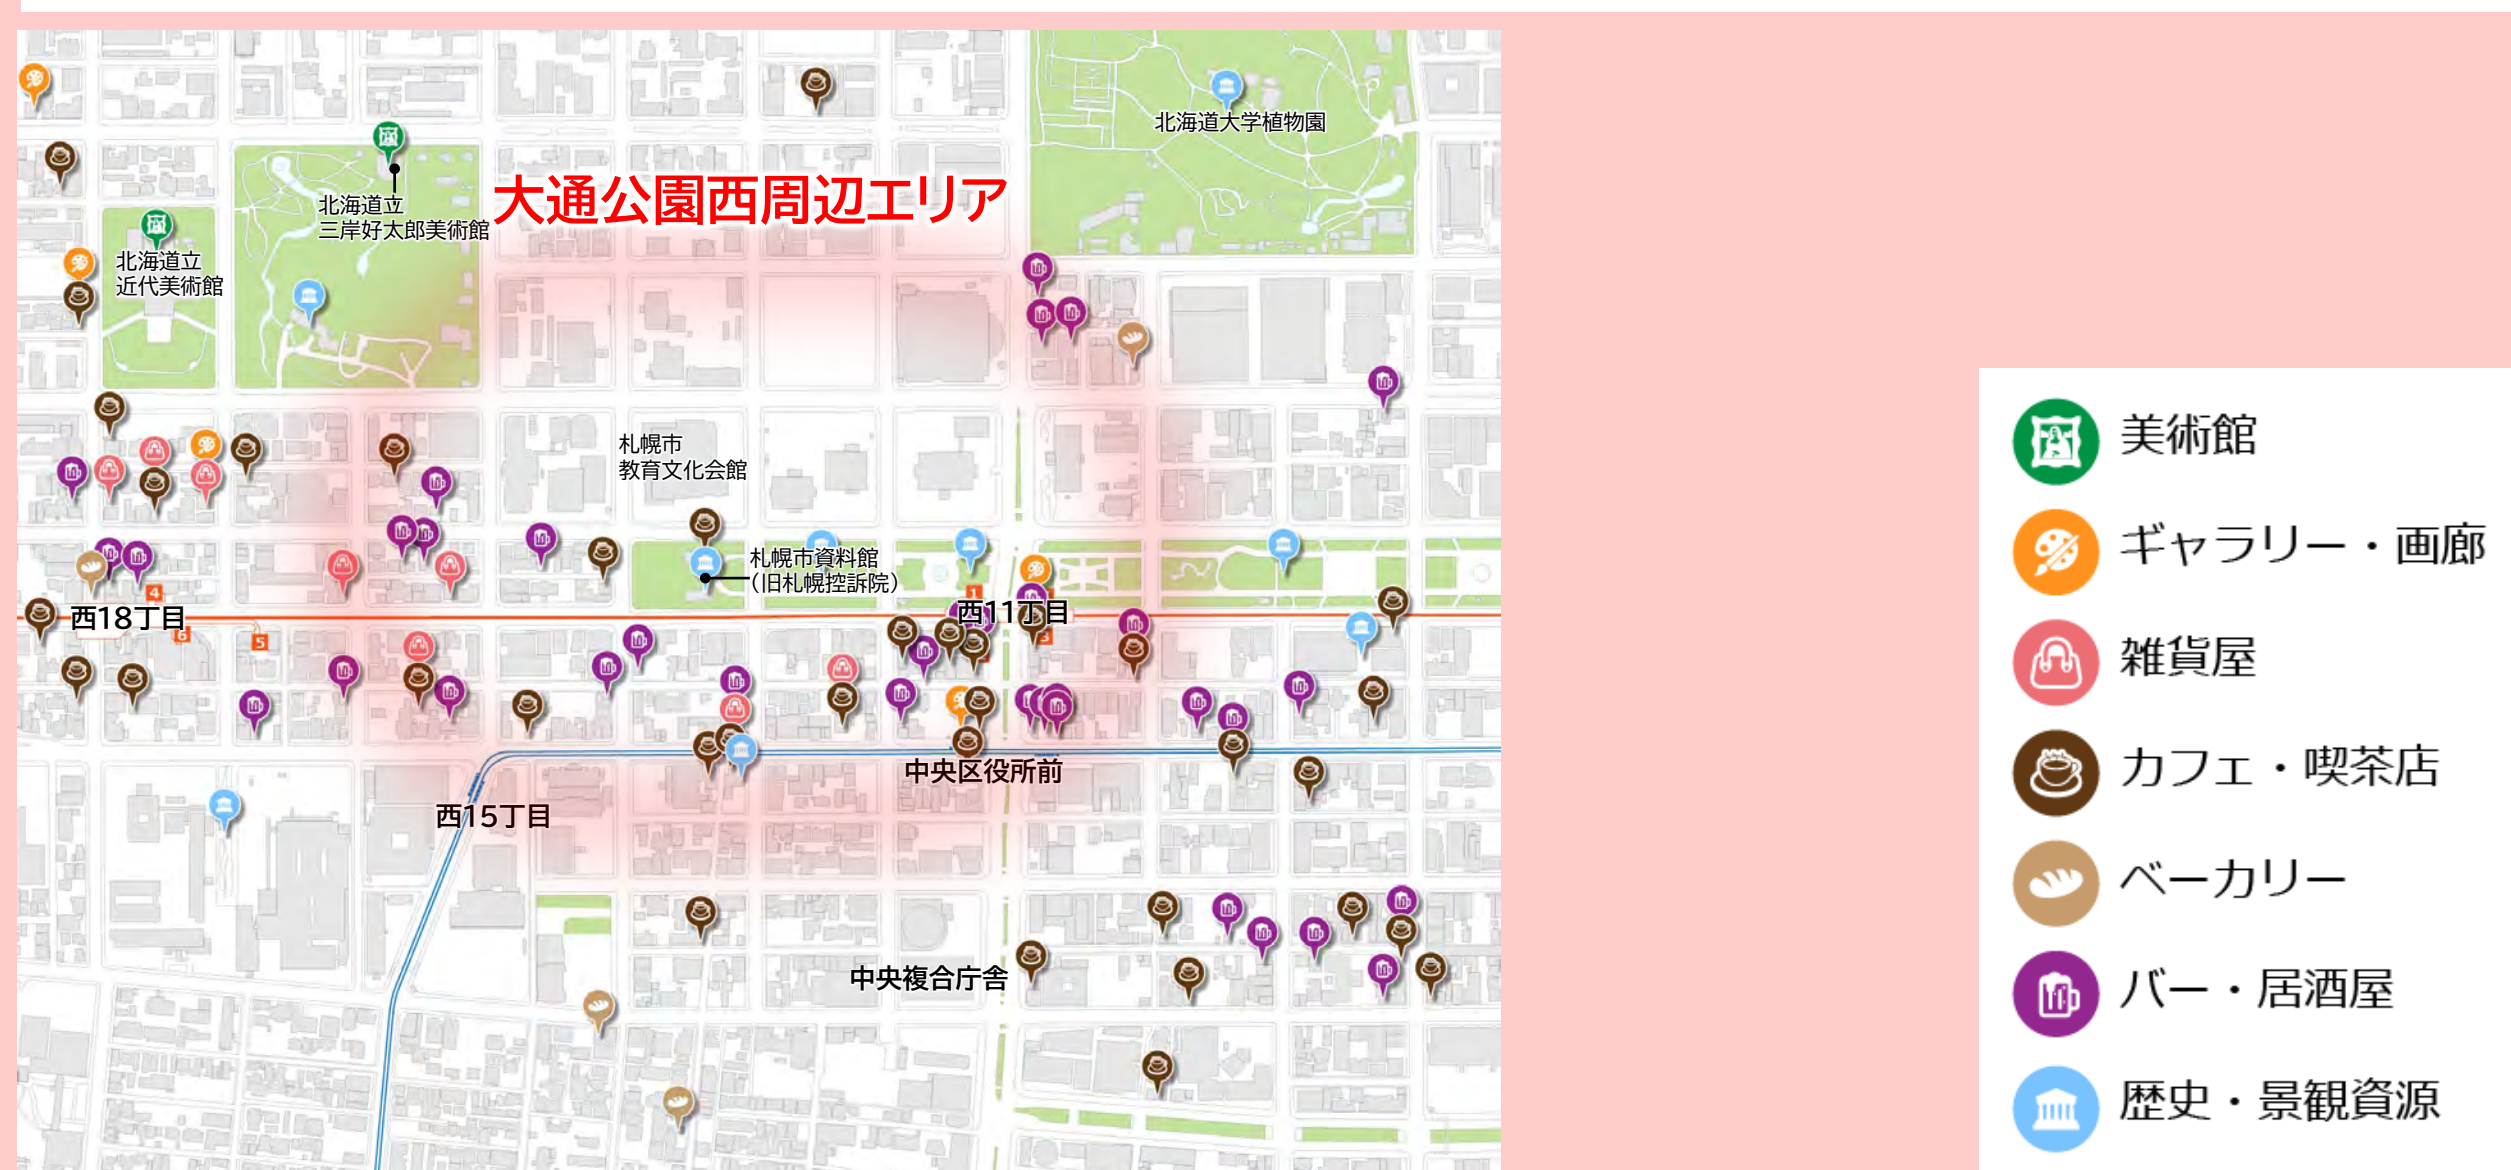 北海道大学植物園
大通公園西周辺エリア
北海道立
三岸好太郎美術館
北海道立
近代美術館
札幌市
教育文化会館
札幌市資料館
(旧札幌控訴院)
4
1
西18丁目
西11丁目
6
5
3
中央区役所前
西15丁目
中央複合庁舎
美術館
ギャラリー・画廊
雑貨屋
カフェ・喫茶店
ベーカリー
バー・居酒屋
歴史・景観資源